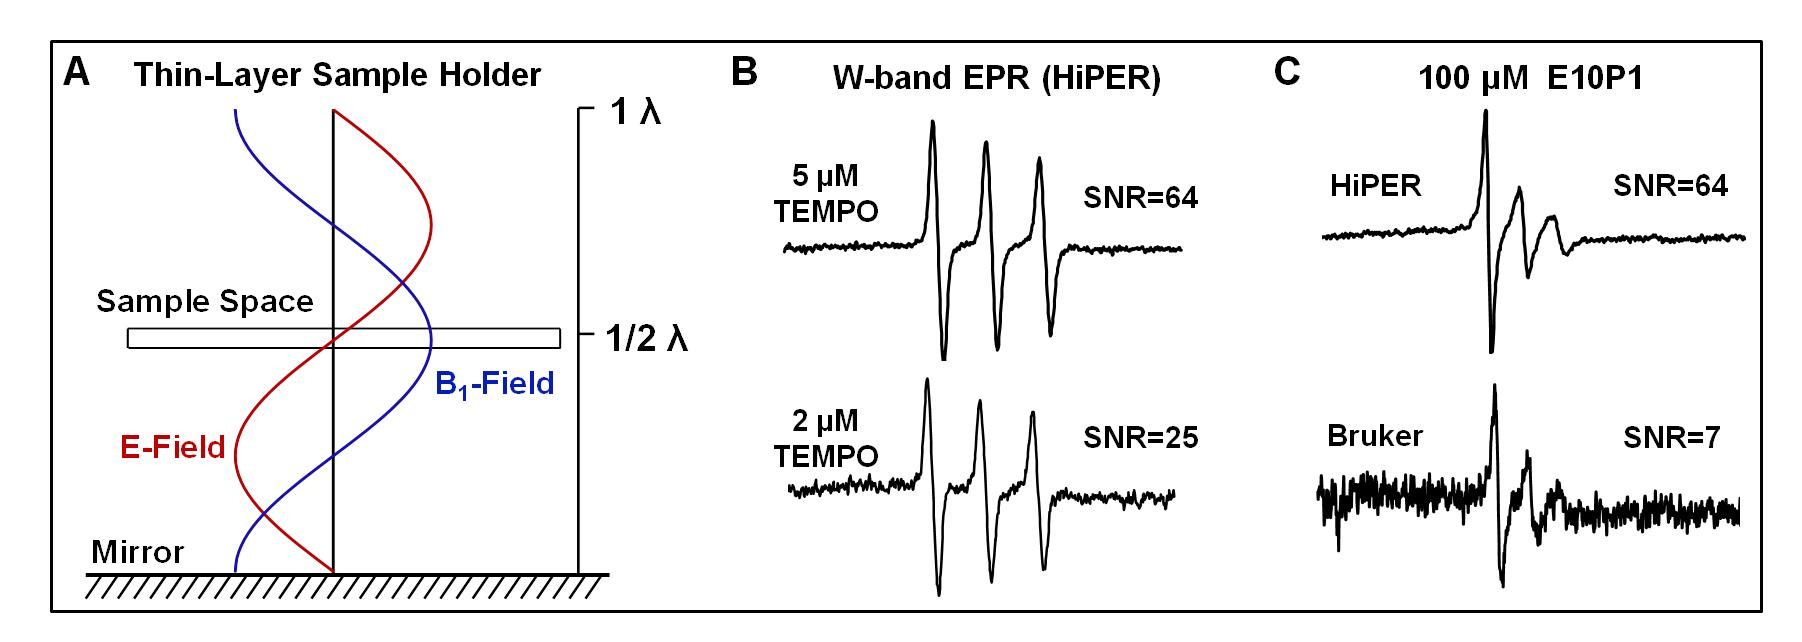 A
Thin-Layer Sample Holder
1 λ
Sample Space
1/2 λ
B1-Field
E-Field
Mirror
B
W-band EPR (HiPER)
5 µM
TEMPO
SNR=64
2 µM
TEMPO
SNR=25
C
100 µM E10P1
HiPER
SNR=64
Bruker
SNR=7